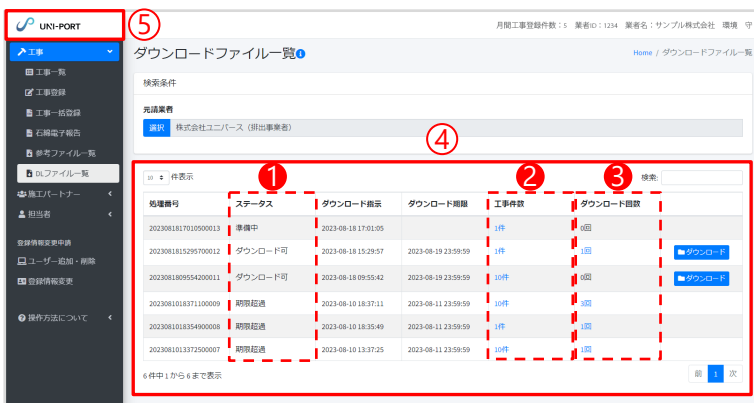 UNI-PORT
⑤
月間工事登録件数：5 業者ID：1234 業者名：サンプル株式会社 環境 守
工事
工事一覧
工事登録
工事一括登録
石綿電子報告
参考ファイル一覧
DLファイル一覧
施工パートナー
担当者
登録情報変更申請
ユーザー追加・削除
登録情報変更
操作方法について
ダウンロードファイル一覧
Home / ダウンロードファイル一覧
検索条件
元請業者
選択 株式会社ユニバース（排出事業者）
④
10 件表示 ❶ ❷ ❸ 検索:
処理番号 ステータス ダウンロード指示 ダウンロード期限 工事件数 ダウンロード回数
2023081817010500013 準備中 2023-08-18 17:01:05 1件 0回
2023081815295700012 ダウンロード可 2023-08-18 15:29:57 2023-08-19 23:59:59 1件 1回 ダウンロード
2023081809554200011 ダウンロード可 2023-08-18 09:55:42 2023-08-19 23:59:59 10件 0回 ダウンロード
2023081018371100009 期限超過 2023-08-10 18:37:11 2023-08-11 23:59:59 10件 3回
2023081018354900008 期限超過 2023-08-10 18:35:49 2023-08-11 23:59:59 1件 1回
2023081013372500007 期限超過 2023-08-10 13:37:25 2023-08-11 23:59:59 10件 1回
6 件中 1 から 6 まで表示
前 1 次